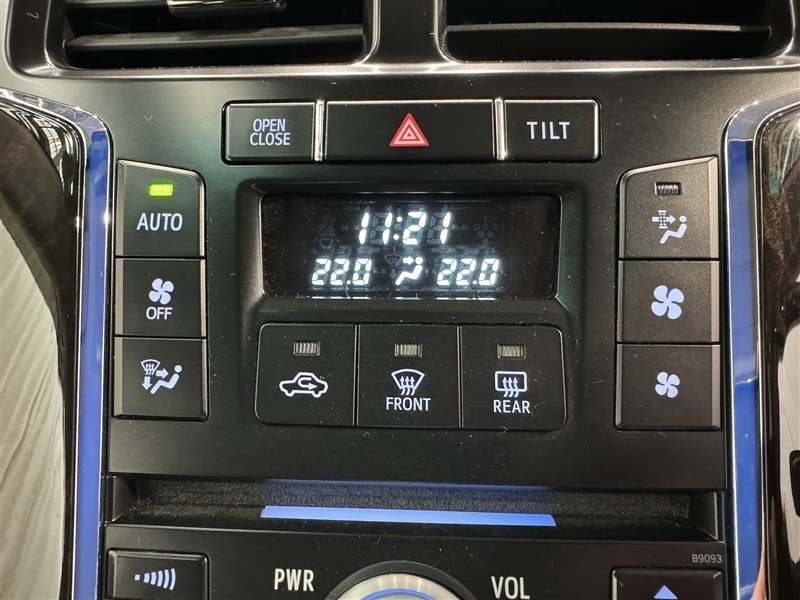 OPEN
CLOSE
TILT
AUTO
11:21
22.0 22.0
OFF
FRONT
REAR
B9093
PWR
VOL